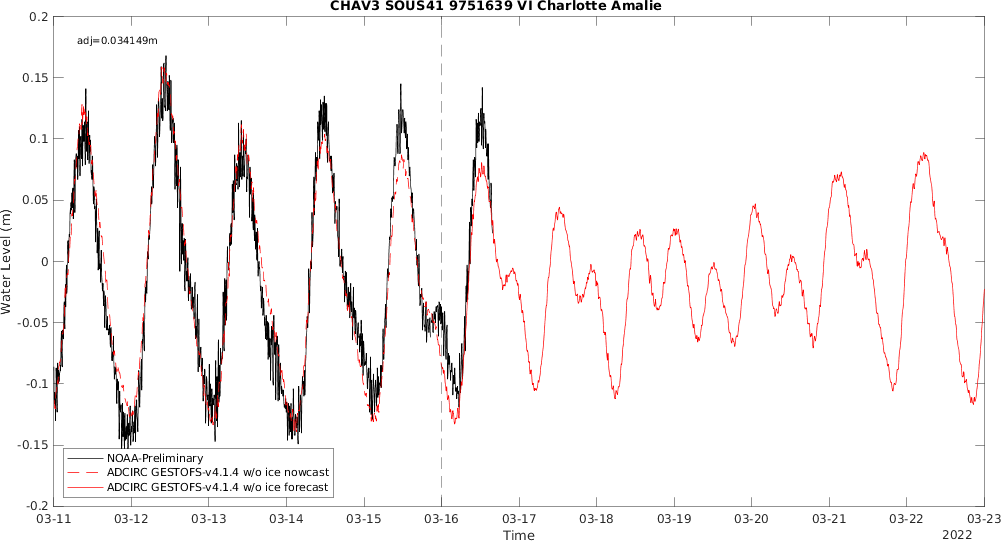 CHAV3 SOUS41 9751639 VI Charlotte Amalie
adj=0.034149m
0.2
0.15
0.1
0.05
0
-0.05
-0.1
-0.15
-0.2
Water Level (m)
NOAA-Preliminary
ADCIRC GESTOFS-v4.1.4 w/o ice nowcast
ADCIRC GESTOFS-v4.1.4 w/o ice forecast
03-11 03-12 03-13 03-14 03-15 03-16 03-17 03-18 03-19 03-20 03-21 03-22 03-23
Time
2022